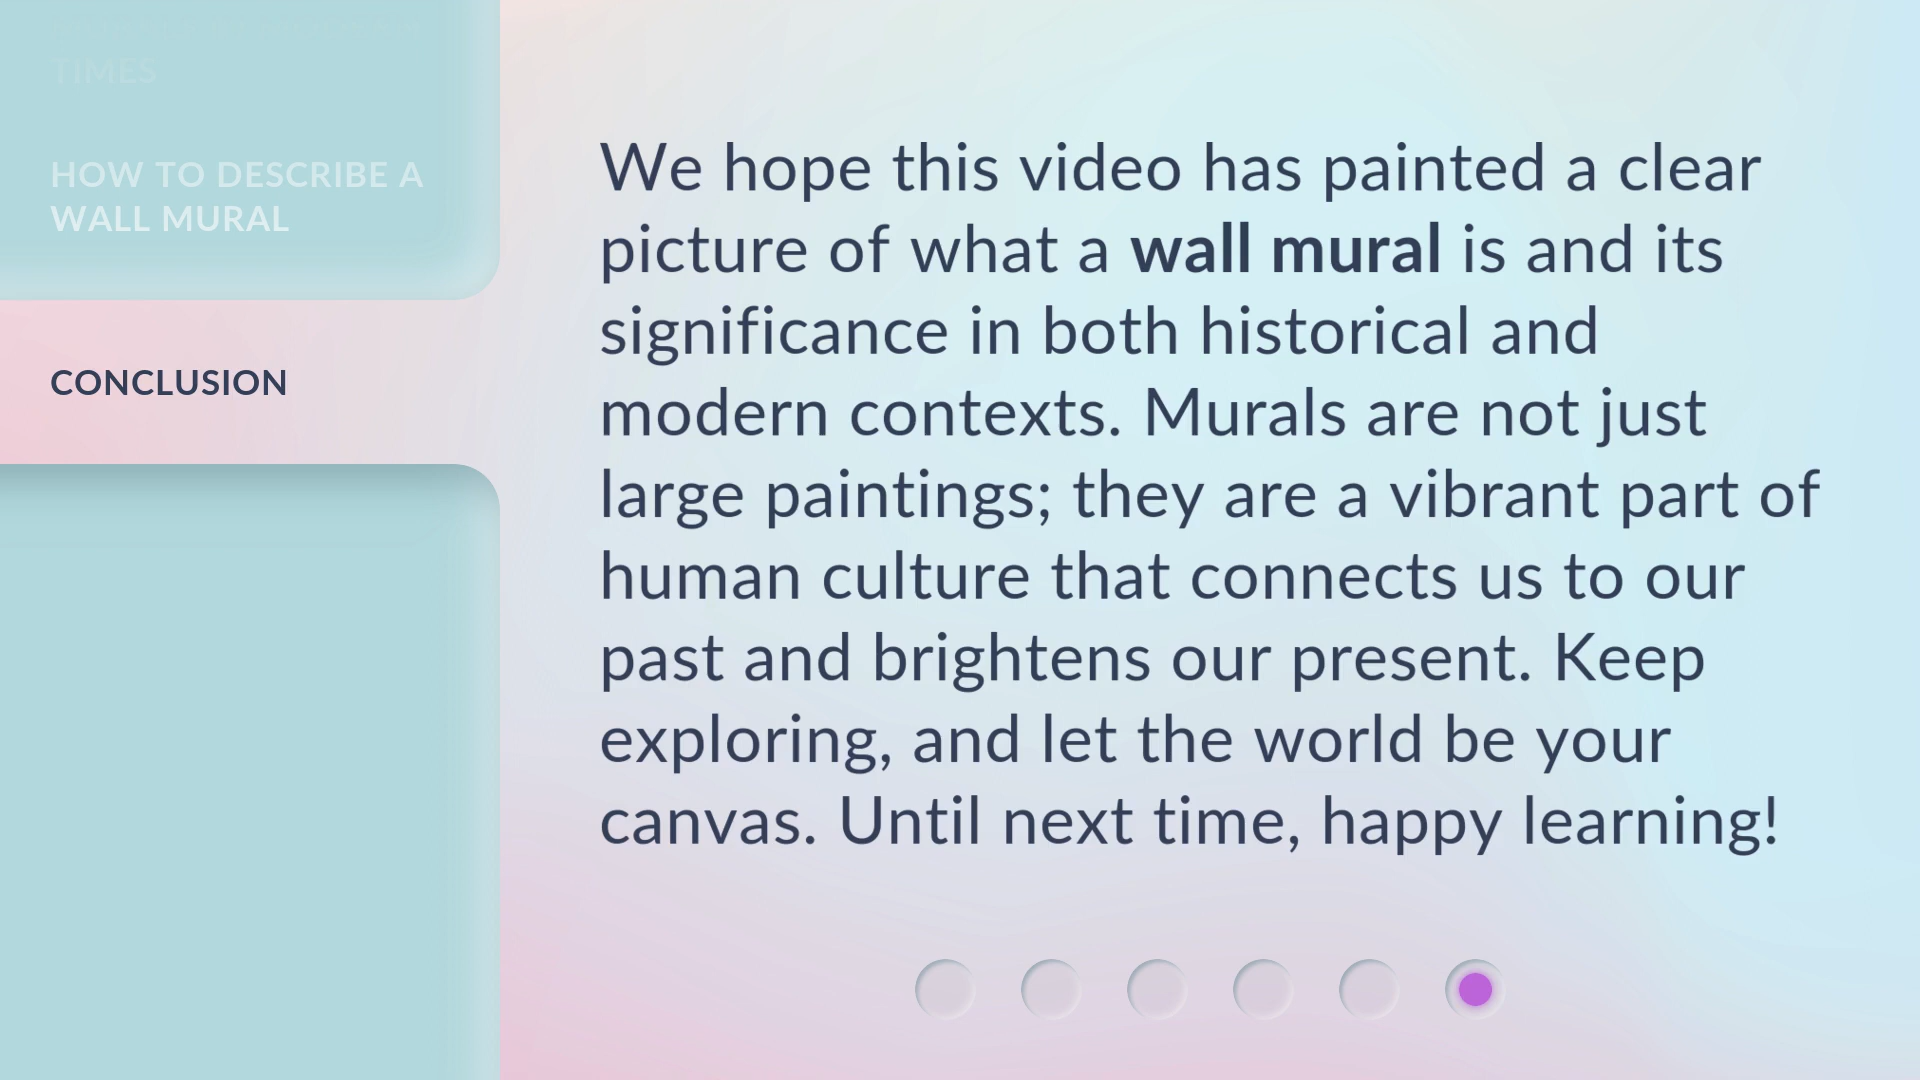 TIMES
HOW TO DESCRIBE A
WALL MURAL
CONCLUSION
We hope this video has painted a clear
picture of what a wall mural is and its
significance in both historical and
modern contexts. Murals are not just
large paintings; they are a vibrant part of
human culture that connects us to our
past and brightens our present. Keep
exploring, and let the world be your
canvas. Until next time, happy learning!